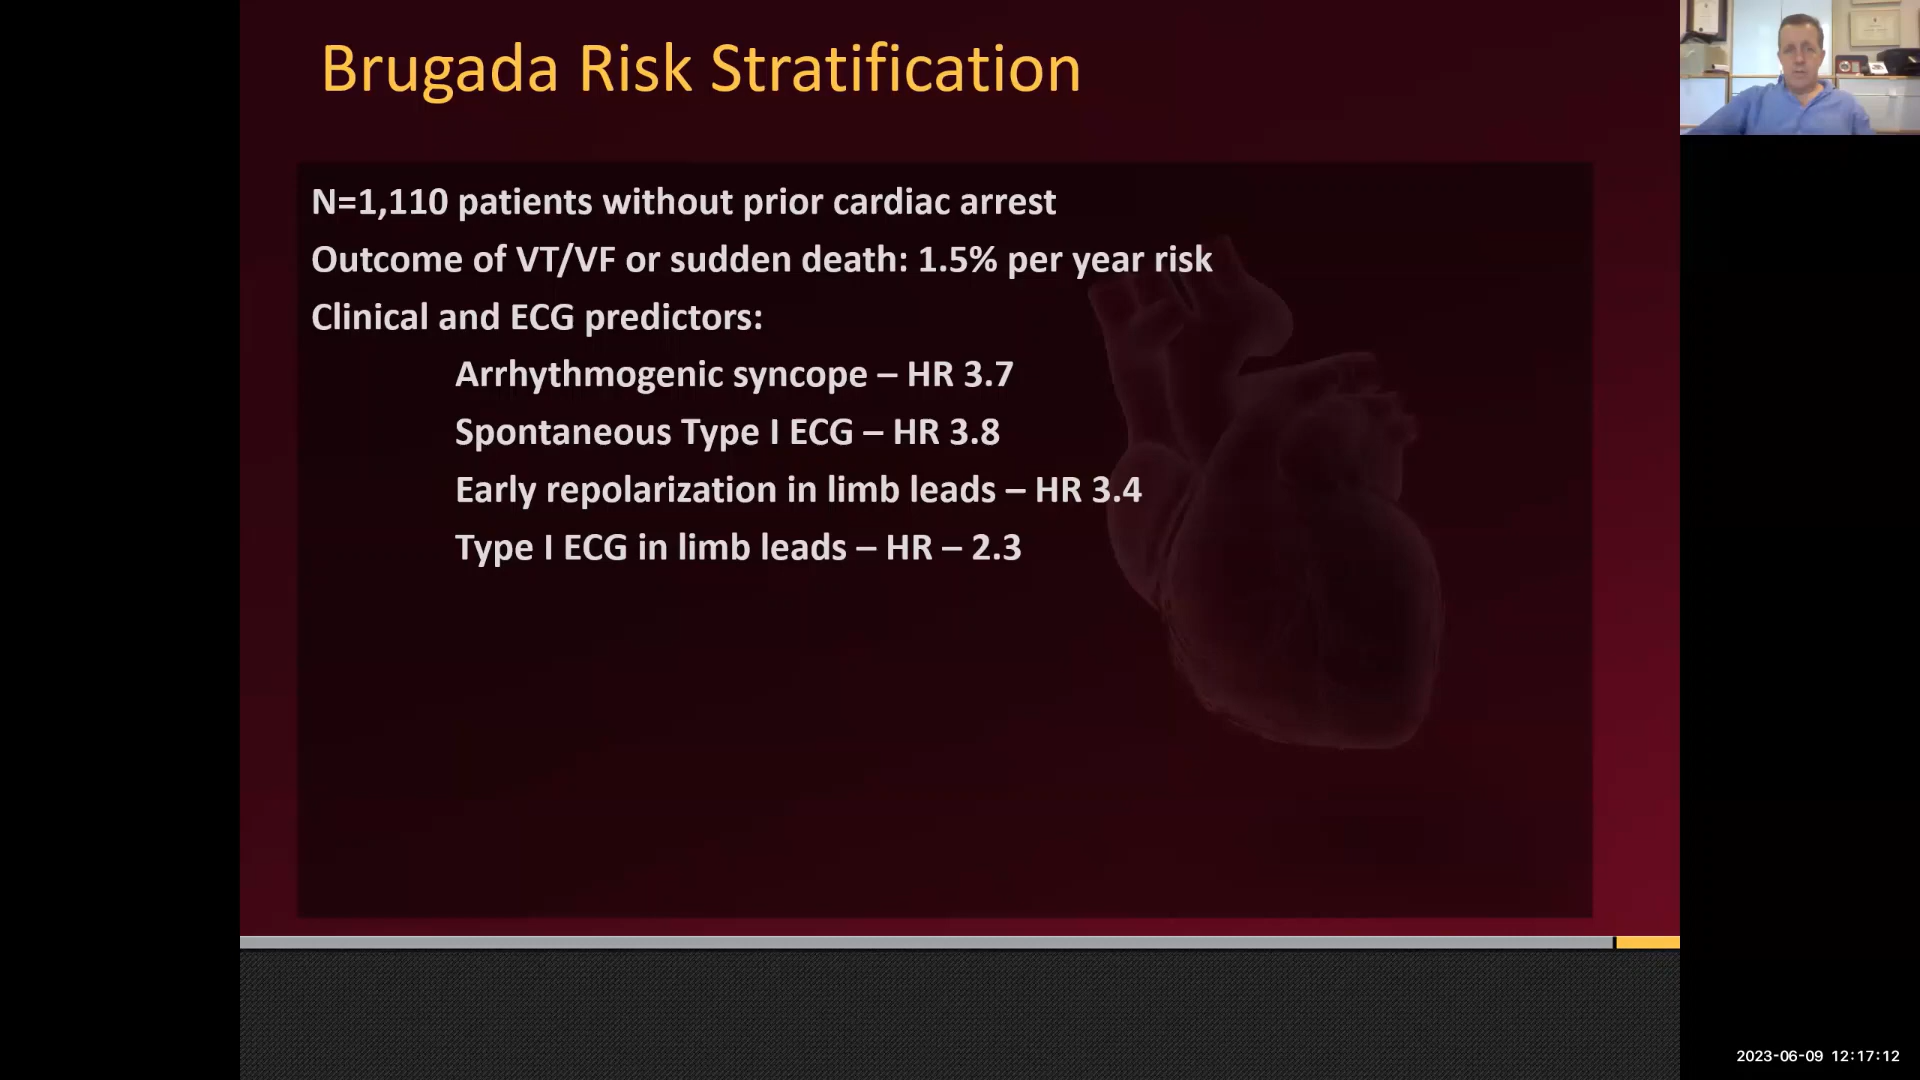 Brugada Risk Stratification
N=1,110 patients without prior cardiac arrest
Outcome of VT/VF or sudden death: 1.5% per year risk
Clinical and ECG predictors:
Arrhythmogenic syncope – HR 3.7
Spontaneous Type I ECG – HR 3.8
Early repolarization in limb leads – HR 3.4
Type I ECG in limb leads – HR – 2.3
2023-06-09 12:17:12